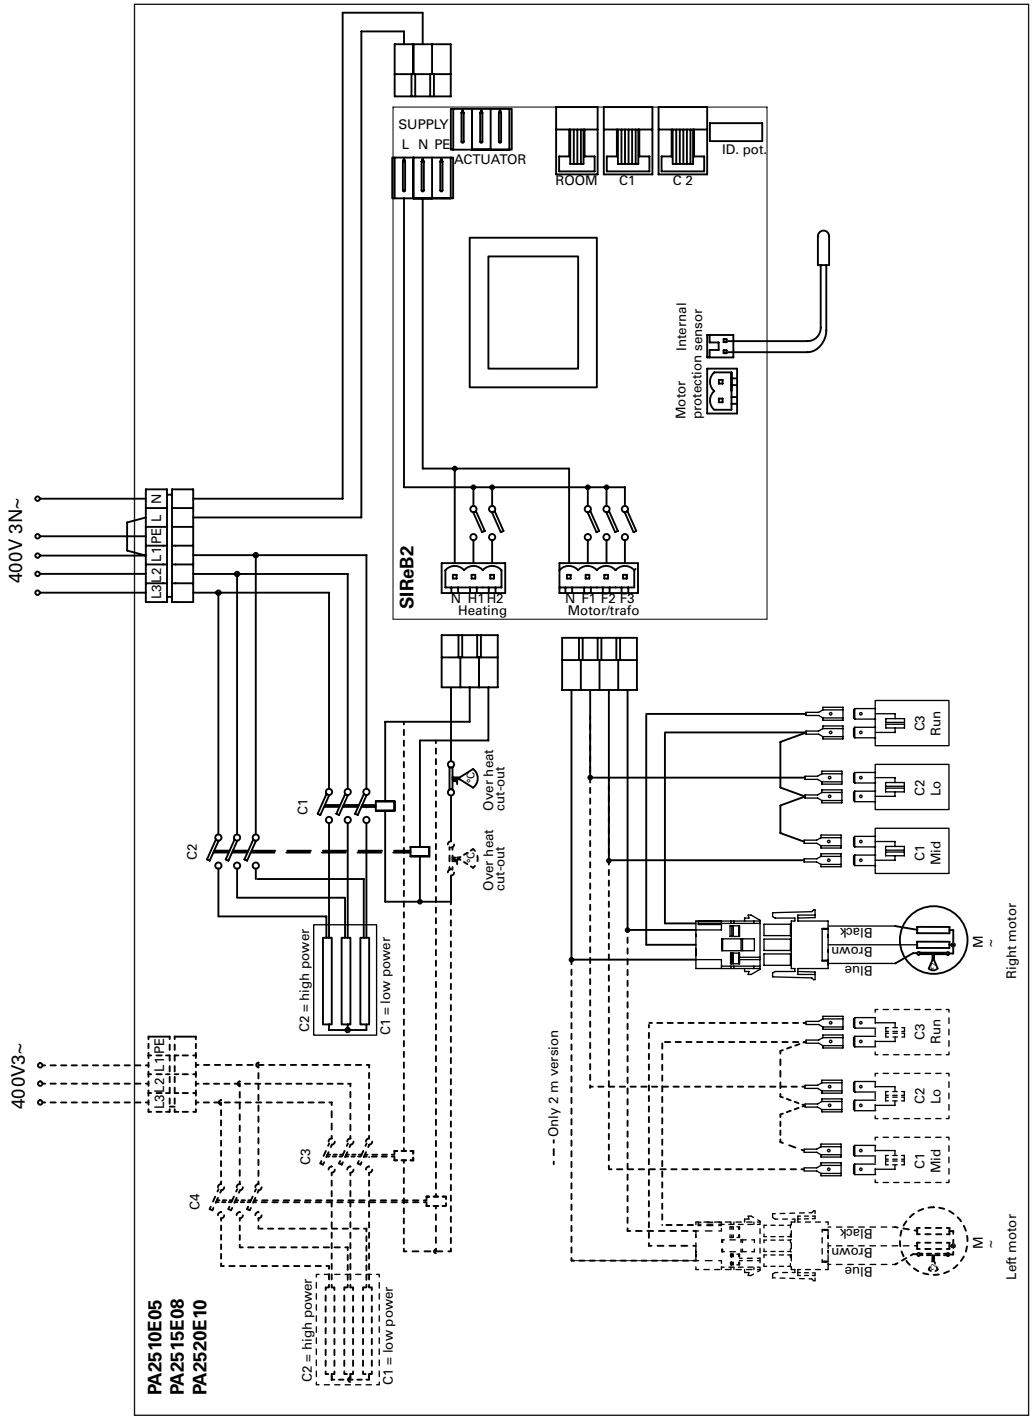 400V 3N~
L3
L2
L1
PE
L
N
SUPPLY
L N PE
ACTUATOR
ROOM
C1
C 2
ID. pot.
Internal
Motor
protection sensor
SIReB2
N H1 H2
Heating
N F1 F2 F3
Motor/trafo
C1
C2
Over heat
cut-out
°C
Over heat
cut-out
°C
C2 = high power
C1 = low power
C3
Run
C2
Lo
C1
Mid
Black
Brown
Blue
M
~
Right motor
400V3~
L3
L2
L1
PE
C3
C4
--- Only 2 m version
C3
Run
C2
Lo
C1
Mid
Black
Brown
Blue
M
~
Left motor
C2 = high power
C1 = low power
PA2510E05
PA2515E08
PA2520E10